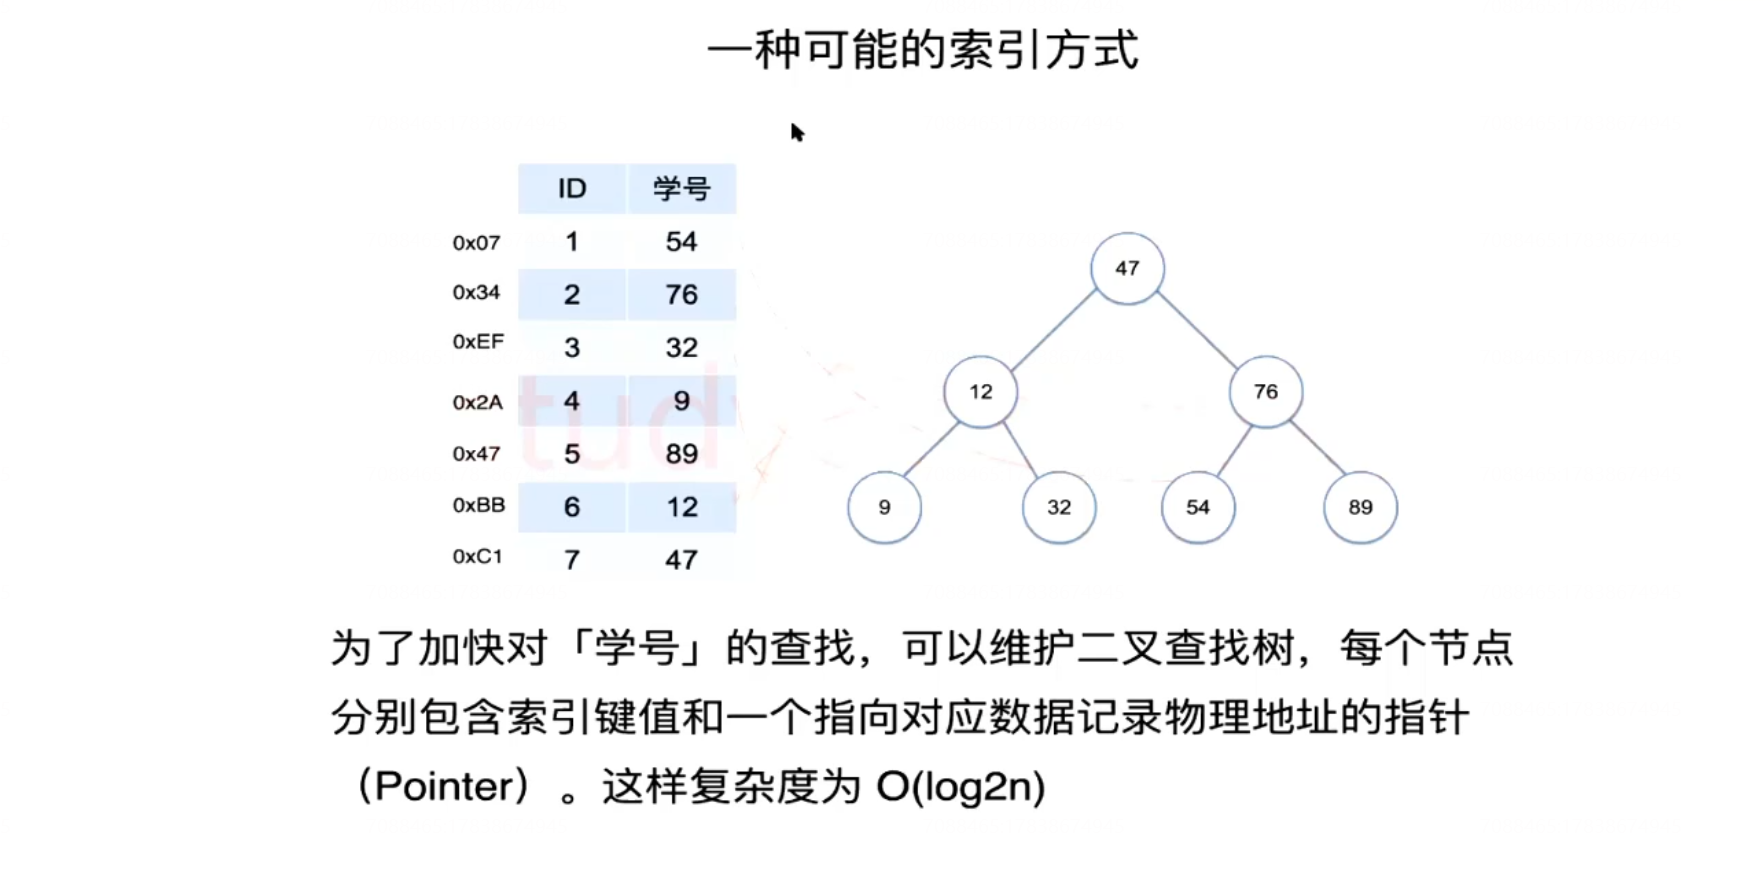 一种可能的索引方式
ID 学号
0x07 1 54
0x34 2 76
0xEF 3 32
0x2A 4 9
0x47 5 89
0xBB 6 12
0xC1 7 47
47
12 76
9 32 54 89
tud
为了加快对「学号」的查找，可以维护二叉查找树，每个节点
分别包含索引键值和一个指向对应数据记录物理地址的指针
（Pointer）。这样复杂度为 O(log2n)